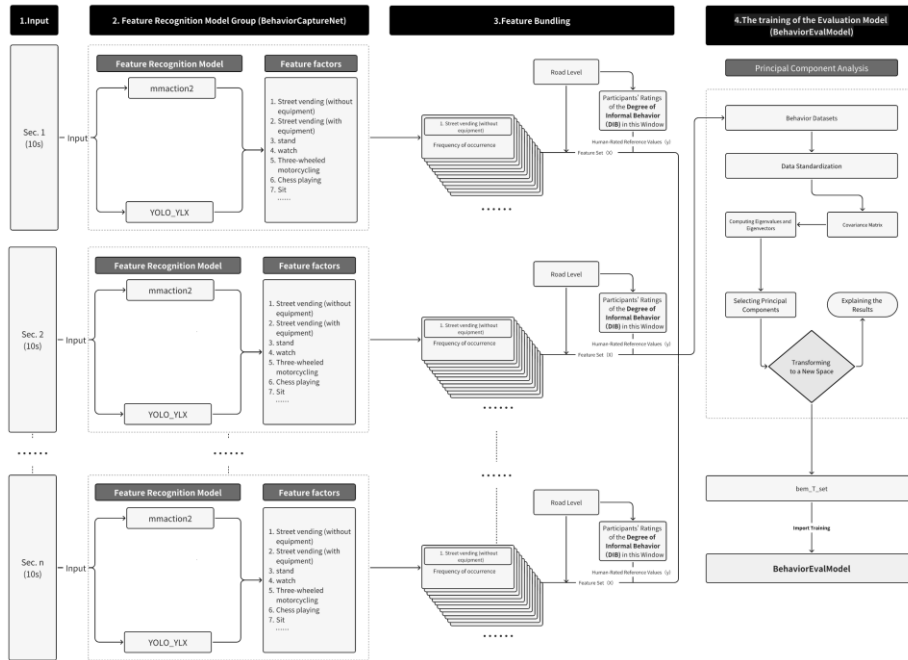 1.Input
2. Feature Recognition Model Group (BehaviorCaptureNet)
3.Feature Bundling
4.The training of the Evaluation Model
(BehaviorEvalModel)
Sec. 1
(10s)
Input
Feature Recognition Model
mmaction2
YOLO_YLX
Feature factors
1. Street vending (without
equipment)
2. Street vending (with
equipment)
3. stand
4. watch
5. Three-wheeled
motorcycling
6. Chess playing
7. Sit
......
1. Street vending (without
equipment)
Frequency of occurrence
......
Road Level
Participants' Ratings
of the Degree of
Informal Behavior
(DIB) in this Window
Human-Rated Reference Values (y)
Feature Set (X)
Sec. 2
(10s)
Input
Feature Recognition Model
mmaction2
YOLO_YLX
Feature factors
1. Street vending (without
equipment)
2. Street vending (with
equipment)
3. stand
4. watch
5. Three-wheeled
motorcycling
6. Chess playing
7. Sit
......
1. Street vending (without
equipment)
Frequency of occurrence
......
Road Level
Participants' Ratings
of the Degree of
Informal Behavior
(DIB) in this Window
Human-Rated Reference Values (y)
Feature Set (X)
......
......
......
Sec. n
(10s)
Input
Feature Recognition Model
mmaction2
YOLO_YLX
Feature factors
1. Street vending (without
equipment)
2. Street vending (with
equipment)
3. stand
4. watch
5. Three-wheeled
motorcycling
6. Chess playing
7. Sit
......
1. Street vending (without
equipment)
Frequency of occurrence
......
Road Level
Participants' Ratings
of the Degree of
Informal Behavior
(DIB) in this Window
Human-Rated Reference Values (y)
Feature Set (X)
Principal Component Analysis
Behavior Datasets
Data Standardization
Computing Eigenvalues and
Eigenvectors
Covariance Matrix
Selecting Principal
Components
Explaining the
Results
Transforming
to a New Space
bem_T_set
Import Training
BehaviorEvalModel